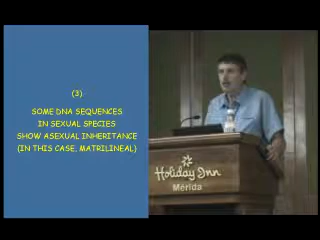 (3)
SOME DNA SEQUENCES
IN SEXUAL SPECIES
SHOW ASEXUAL INHERITANCE
(IN THIS CASE, MATRILINEAL)
Holiday Inn
Mérida